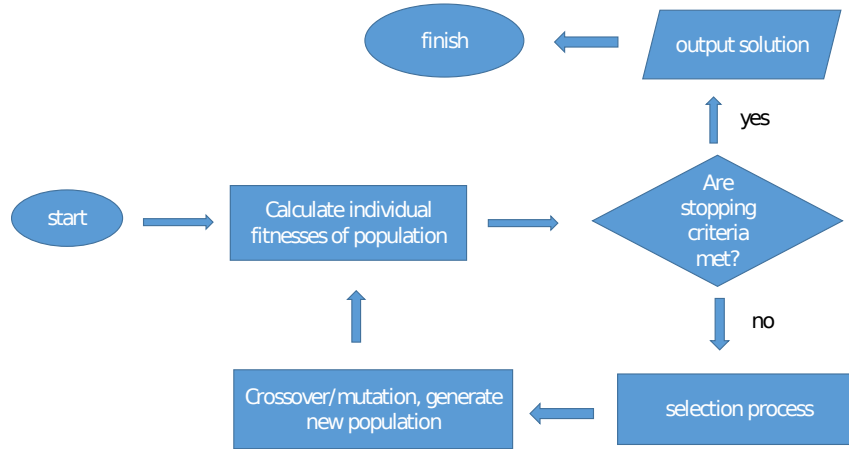 start
Calculate individual
fitnesses of population
Are
stopping
criteria
met?
yes
output solution
finish
no
selection process
Crossover/mutation, generate
new population